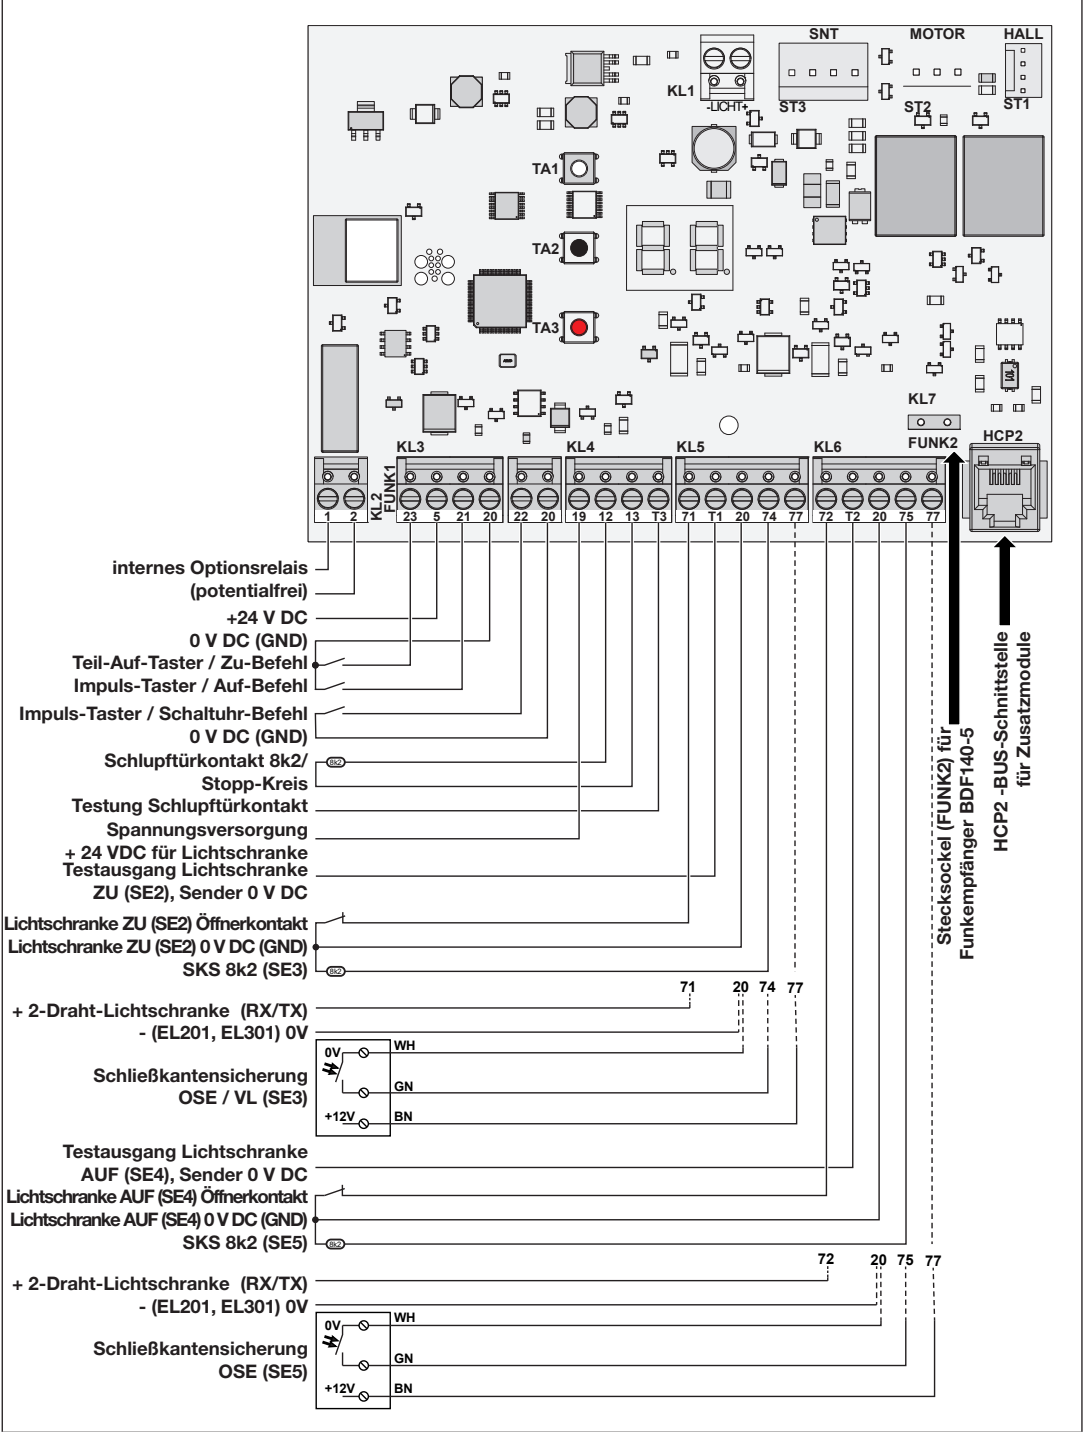 SNT MOTOR HALL
KL1
-LICHT+ ST3 ST2 ST1
TA1
TA2
TA3
101
KL7
FUNK2 HCP2
KL2 FUNK1 KL3 KL4 KL5 KL6
1 2 23 5 21 20 22 20 19 12 13 T3 71 T1 20 74 77 72 T2 20 75 77
internes Optionsrelais
(potentialfrei)
+24 V DC
0 V DC (GND)
Teil-Auf-Taster / Zu-Befehl
Impuls-Taster / Auf-Befehl
Impuls-Taster / Schaltuhr-Befehl
0 V DC (GND)
Schlupftürkontakt 8k2/ 8k2
Stopp-Kreis
Testung Schlupftürkontakt
Spannungsversorgung
+ 24 VDC für Lichtschranke
Testausgang Lichtschranke
ZU (SE2), Sender 0 V DC
Lichtschranke ZU (SE2) Öffnerkontakt
Lichtschranke ZU (SE2) 0 V DC (GND)
SKS 8k2 (SE3) 8k2
71 20 74 77
+ 2-Draht-Lichtschranke (RX/TX)
- (EL201, EL301) 0V
0V WH
Schließkantensicherung
OSE / VL (SE3)
GN
+12V BN
Testausgang Lichtschranke
AUF (SE4), Sender 0 V DC
Lichtschranke AUF (SE4) Öffnerkontakt
Lichtschranke AUF (SE4) 0 V DC (GND)
SKS 8k2 (SE5) 8k2
72 20 75 77
+ 2-Draht-Lichtschranke (RX/TX)
- (EL201, EL301) 0V
0V WH
Schließkantensicherung
OSE (SE5)
GN
+12V BN
Stecksockel (FUNK2) für
Funkempfänger BDF140-5
HCP2 -BUS-Schnittstelle
für Zusatzmodule